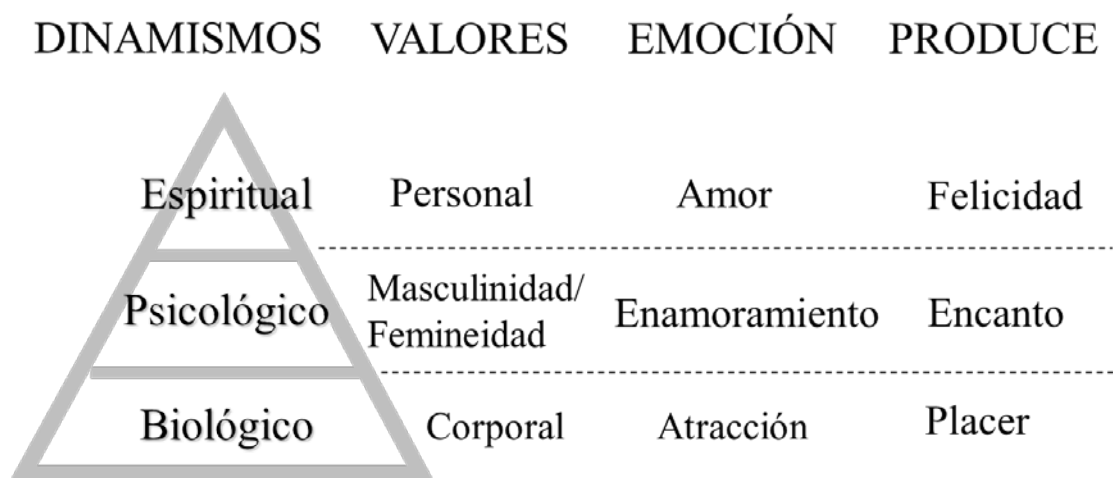 DINAMISMOS VALORES EMOCIÓN PRODUCE
Espiritual Personal Amor Felicidad
Psicológico Masculinidad/
Femineidad Enamoramiento Encanto
Biológico Corporal Atracción Placer